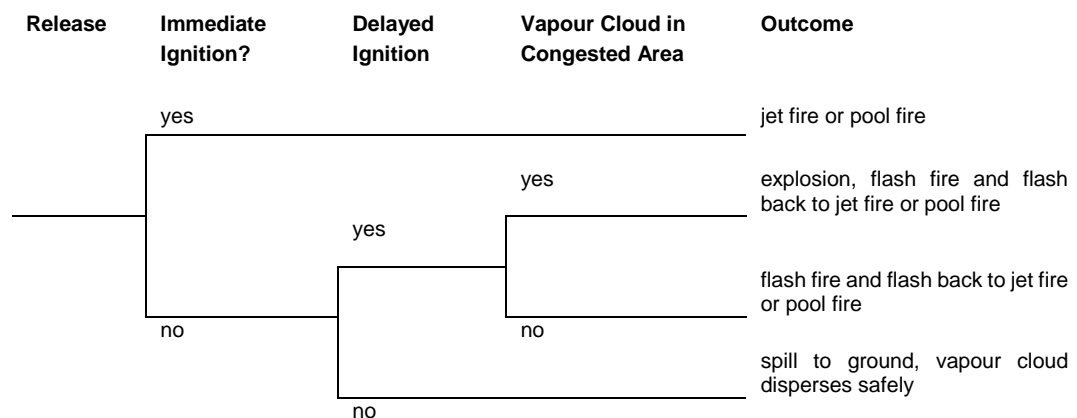 Release Immediate Ignition? Delayed Ignition Vapour Cloud in Congested Area Outcome
yes
jet fire or pool fire
yes
explosion, flash fire and flash
back to jet fire or pool fire
yes
flash fire and flash back to jet fire
or pool fire
no
no
spill to ground, vapour cloud
disperses safely
no